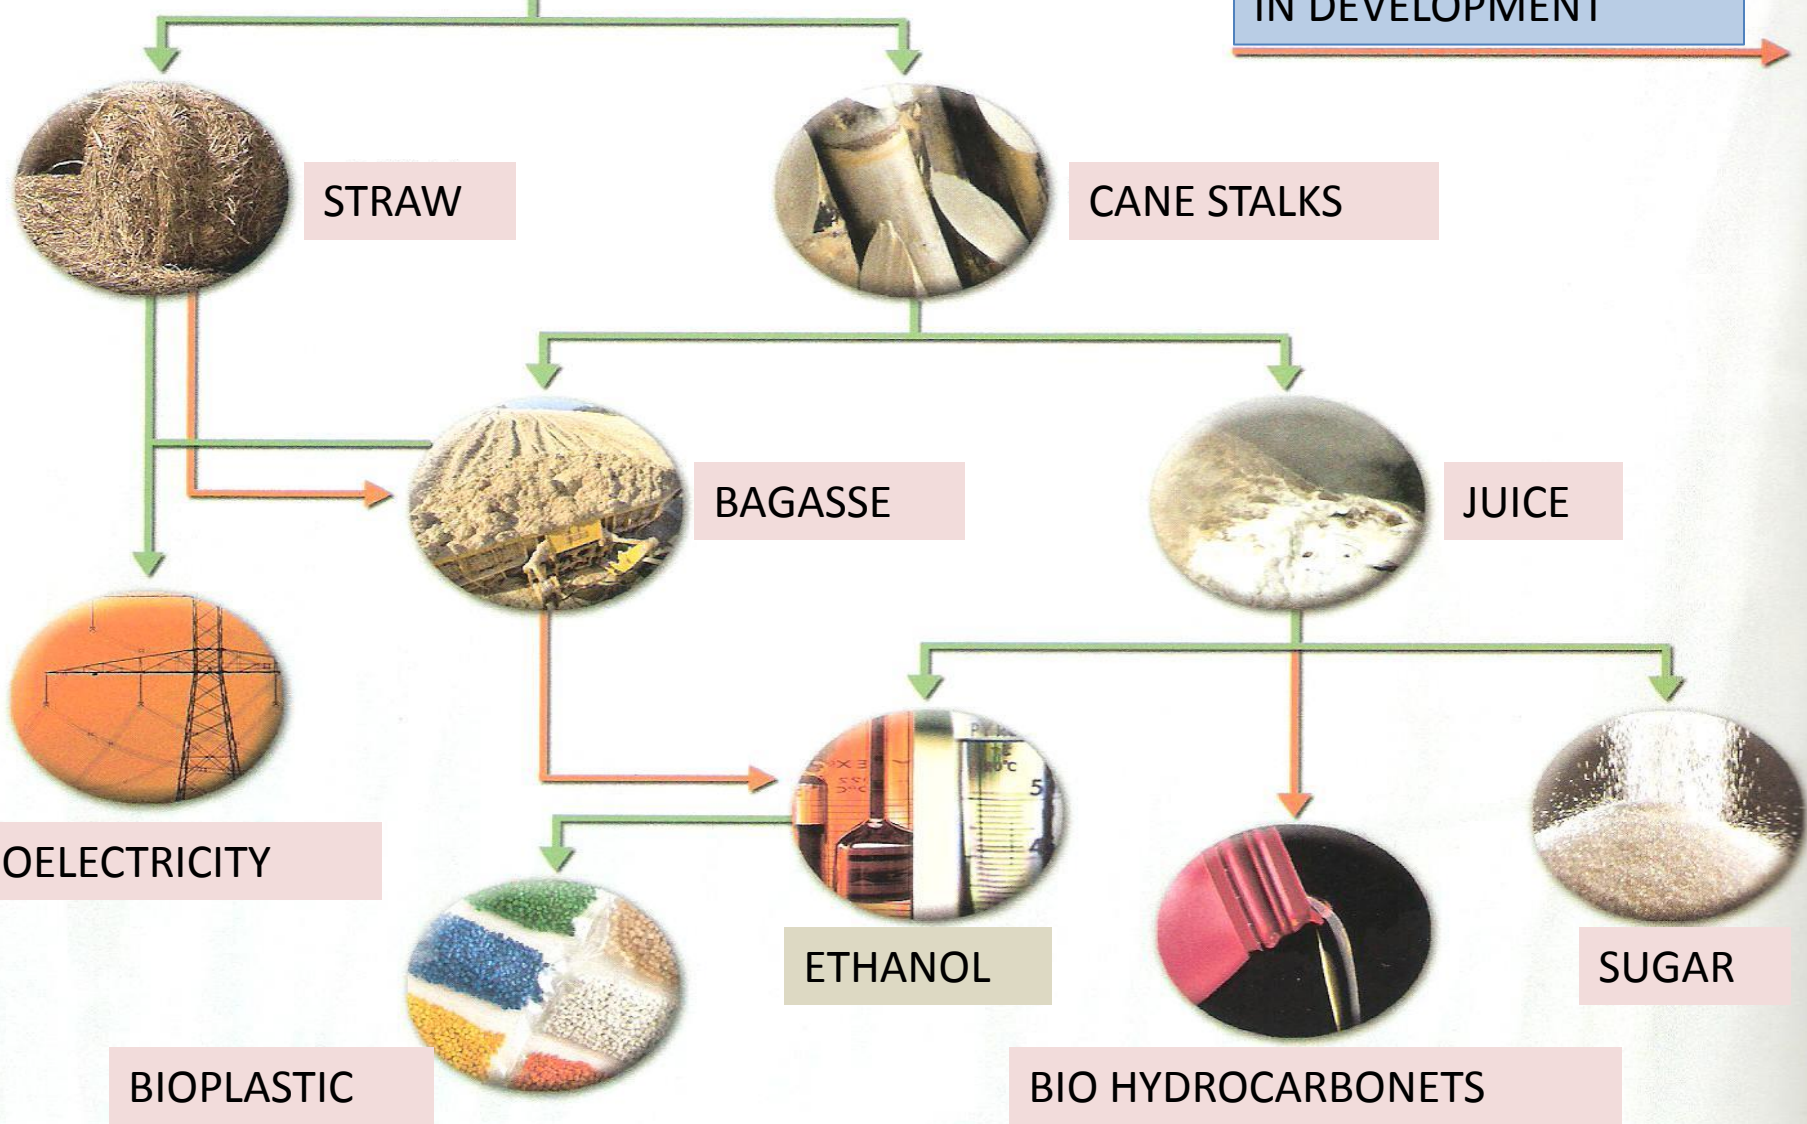 IN DEVELOPMENT
STRAW
CANE STALKS
BAGASSE
JUICE
OELECTRICITY
ETHANOL
SUGAR
BIOPLASTIC
BIO HYDROCARBONETS